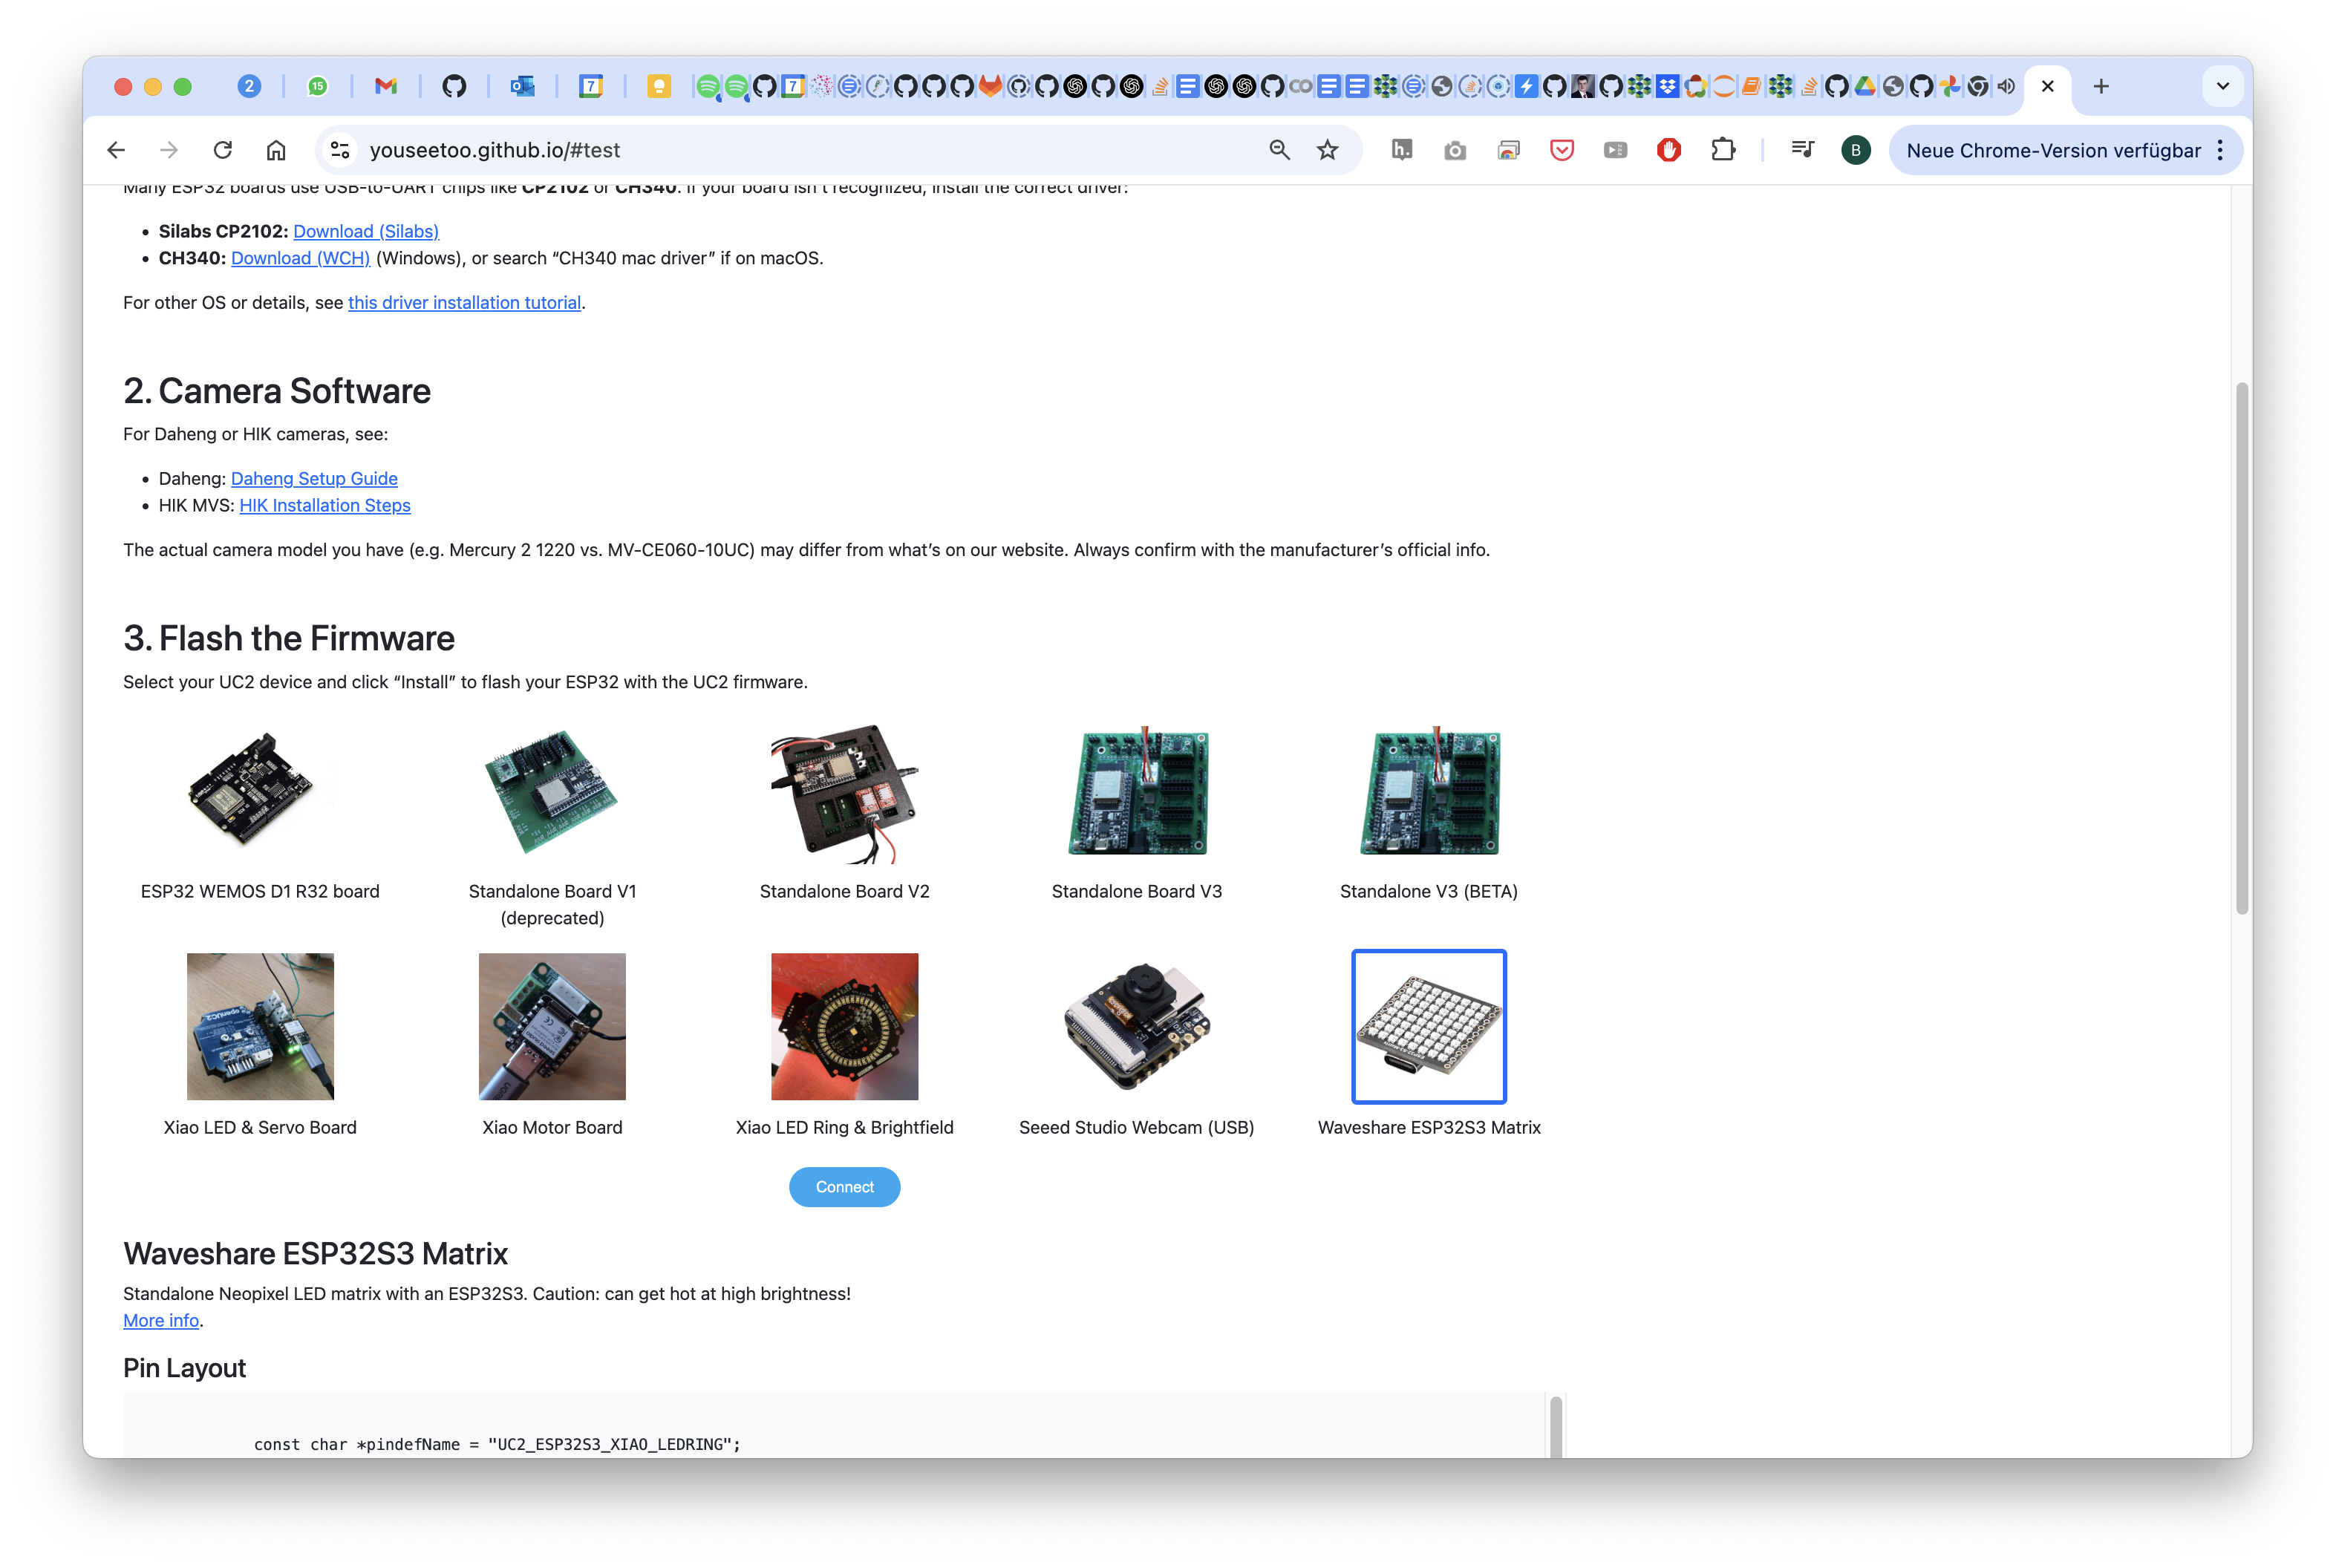 2
15
7
7
youseetoo.github.io/#test
h.
B
Neue Chrome-Version verfügbar
Many ESP32 boards use USB-to-UART chips like CP2102 or CH340. If your board isn't recognized, install the correct driver:
• Silabs CP2102: Download (Silabs)
• CH340: Download (WCH) (Windows), or search “CH340 mac driver” if on macOS.
For other OS or details, see this driver installation tutorial.
2. Camera Software
For Daheng or HIK cameras, see:
• Daheng: Daheng Setup Guide
• HIK MVS: HIK Installation Steps
The actual camera model you have (e.g. Mercury 2 1220 vs. MV-CE060-10UC) may differ from what’s on our website. Always confirm with the manufacturer’s official info.
3. Flash the Firmware
Select your UC2 device and click “Install” to flash your ESP32 with the UC2 firmware.
ESP32 WEMOS D1 R32 board
Standalone Board V1
(deprecated)
Standalone Board V2
Standalone Board V3
Standalone V3 (BETA)
Xiao LED & Servo Board
Xiao Motor Board
Xiao LED Ring & Brightfield
Seeed Studio Webcam (USB)
Waveshare ESP32S3 Matrix
Connect
Waveshare ESP32S3 Matrix
Standalone Neopixel LED matrix with an ESP32S3. Caution: can get hot at high brightness!
More info.
Pin Layout
const char *pindefName = "UC2_ESP32S3_XIAO_LEDRING";